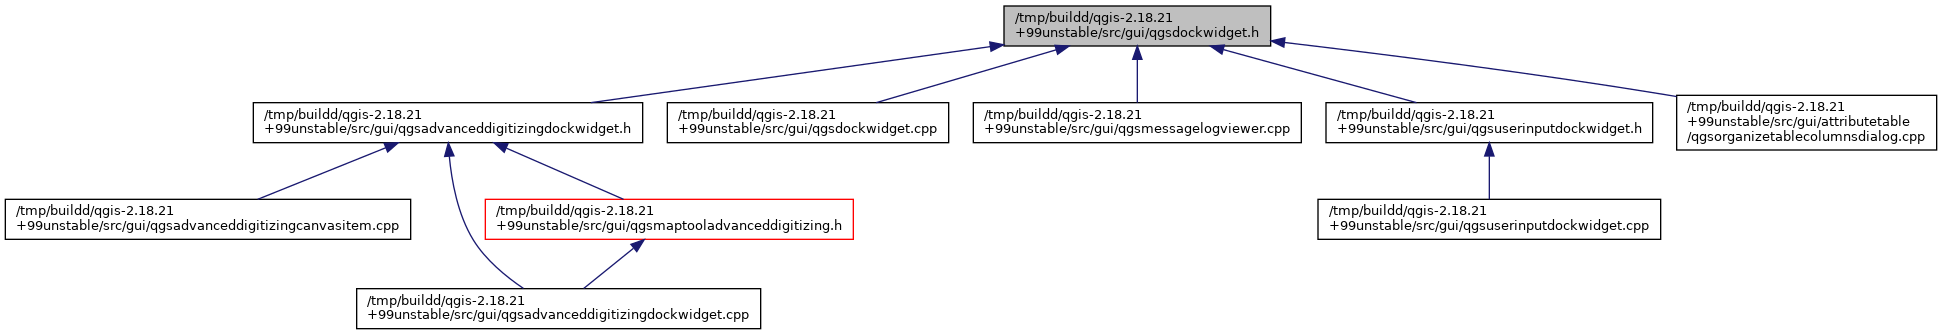 /tmp/buildd/qgis-2.18.21
+99unstable/src/gui/qgsdockwidget.h
/tmp/buildd/qgis-2.18.21
+99unstable/src/gui/qgsadvanceddigitizingdockwidget.h
/tmp/buildd/qgis-2.18.21
+99unstable/src/gui/qgsdockwidget.cpp
/tmp/buildd/qgis-2.18.21
+99unstable/src/gui/qgsmessagelogviewer.cpp
/tmp/buildd/qgis-2.18.21
+99unstable/src/gui/qgsuserinputdockwidget.h
/tmp/buildd/qgis-2.18.21
+99unstable/src/gui/attributetable
/qgsorganizetablecolumnsdialog.cpp
/tmp/buildd/qgis-2.18.21
+99unstable/src/gui/qgsadvanceddigitizingcanvasitem.cpp
/tmp/buildd/qgis-2.18.21
+99unstable/src/gui/qgsmaptooladvanceddigitizing.h
/tmp/buildd/qgis-2.18.21
+99unstable/src/gui/qgsuserinputdockwidget.cpp
/tmp/buildd/qgis-2.18.21
+99unstable/src/gui/qgsadvanceddigitizingdockwidget.cpp